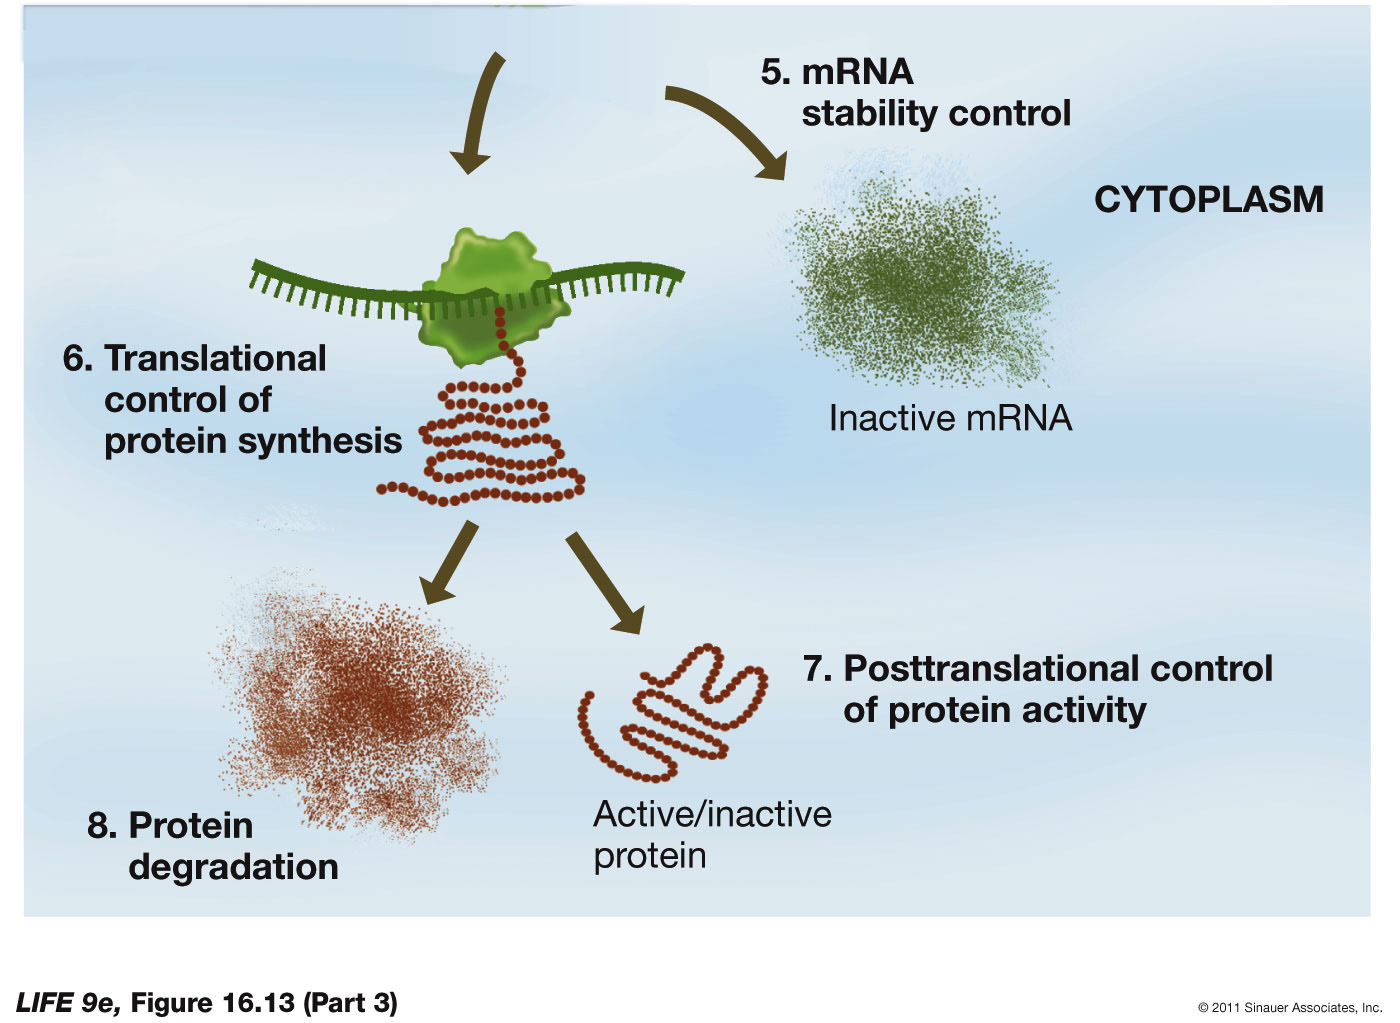 5. mRNA
stability control
CYTOPLASM
Inactive mRNA
6. Translational
control of
protein synthesis
7. Posttranslational control
of protein activity
Active/inactive
protein
8. Protein
degradation
LIFE 9e, Figure 16.13 (Part 3)
© 2011 Sinauer Associates, Inc.